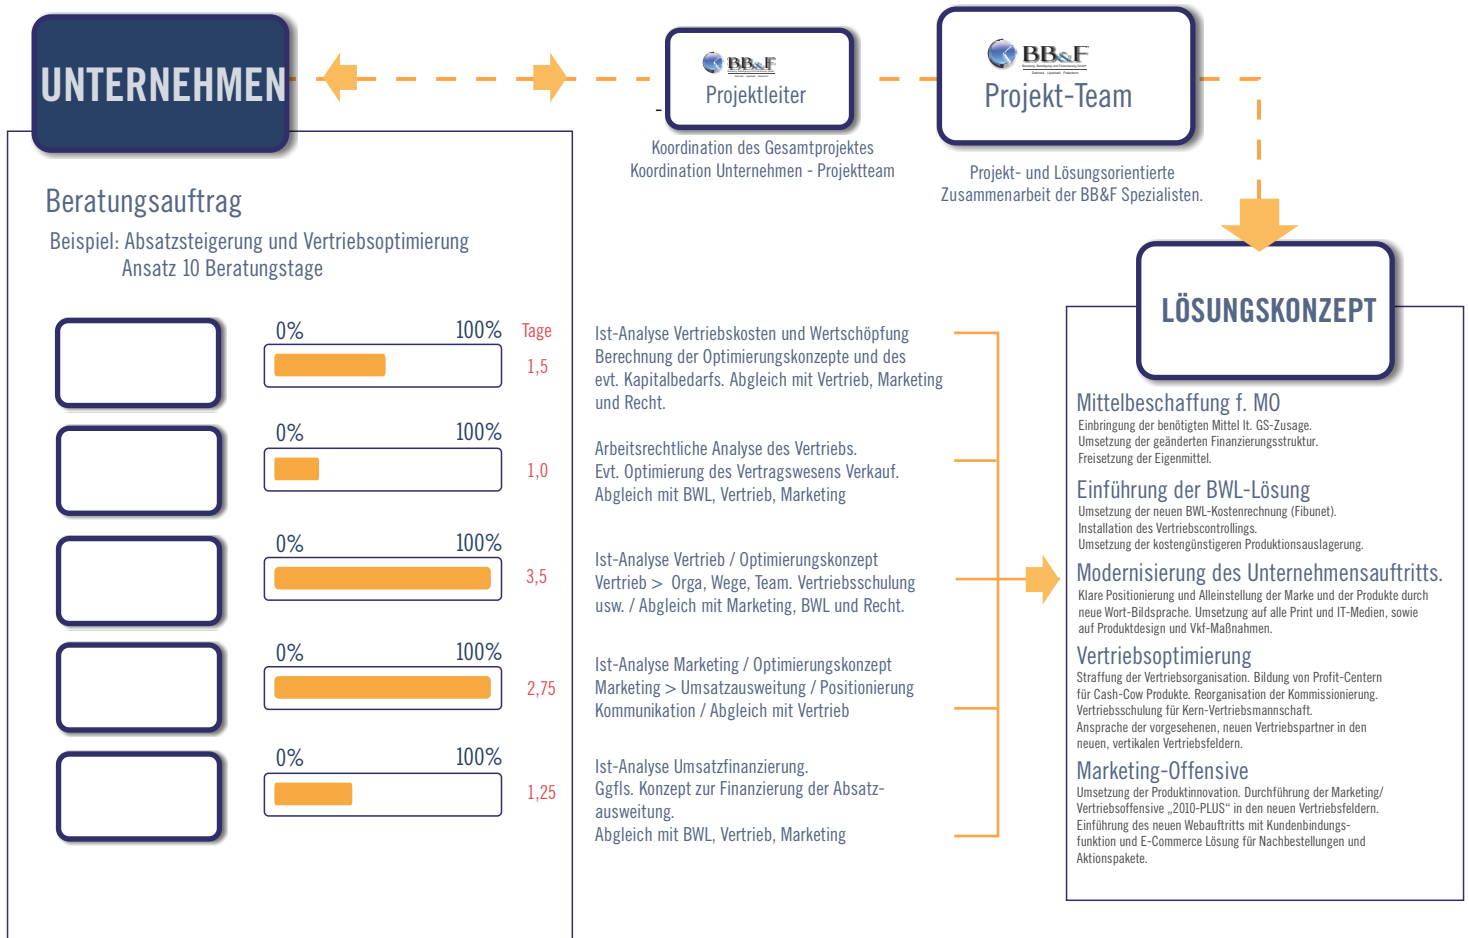 UNTERNEHMEN
BB&F
Projektleiter
-
Koordination des Gesamtprojektes
Koordination Unternehmen - Projektteam
BB&F
Projekt-Team
Projekt- und Lösungsorientierte
Zusammenarbeit der BB&F Spezialisten.
Beratungsauftrag
Beispiel: Absatzsteigerung und Vertriebsoptimierung
Ansatz 10 Beratungstage
0% 100% Tage
1,5
Ist-Analyse Vertriebskosten und Wertschöpfung
Berechnung der Optimierungskonzepte und des
evt. Kapitalbedarfs. Abgleich mit Vertrieb, Marketing
und Recht.
0% 100%
1,0
Arbeitsrechtliche Analyse des Vertriebs.
Evt. Optimierung des Vertragswesens Verkauf.
Abgleich mit BWL, Vertrieb, Marketing
0% 100%
3,5
Ist-Analyse Vertrieb / Optimierungskonzept
Vertrieb > Orga, Wege, Team. Vertriebsschulung
usw. / Abgleich mit Marketing, BWL und Recht.
0% 100%
2,75
Ist-Analyse Marketing / Optimierungskonzept
Marketing > Umsatzausweitung / Positionierung
Kommunikation / Abgleich mit Vertrieb
0% 100%
1,25
Ist-Analyse Umsatzfinanzierung.
Ggfls. Konzept zur Finanzierung der Absatz-
ausweitung.
Abgleich mit BWL, Vertrieb, Marketing
LÖSUNGSKONZEPT
Mittelbeschaffung f. MO
Einbringung der benötigten Mittel lt. GS-Zusage.
Umsetzung der geänderten Finanzierungsstruktur.
Freisetzung der Eigenmittel.
Einführung der BWL-Lösung
Umsetzung der neuen BWL-Kostenrechnung (Fibunet).
Installation des Vertriebscontrollings.
Umsetzung der kostengünstigeren Produktionsauslagerung.
Modernisierung des Unternehmensauftritts.
Klare Positionierung und Alleinstellung der Marke und der Produkte durch
neue Wort-Bildsprache. Umsetzung auf alle Print und IT-Medien, sowie
auf Produktdesign und Vkf-Maßnahmen.
Vertriebsoptimierung
Straffung der Vertriebsorganisation. Bildung von Profit-Centern
für Cash-Cow Produkte. Reorganisation der Kommissionierung.
Vertriebsschulung für Kern-Vertriebsmannschaft.
Ansprache der vorgesehenen, neuen Vertriebspartner in den
neuen, vertikalen Vertriebsfeldern.
Marketing-Offensive
Umsetzung der Produktinnovation. Durchführung der Marketing/
Vertriebsoffensive „2010-PLUS“ in den neuen Vertriebsfeldern.
Einführung des neuen Webauftritts mit Kundenbindungs-
funktion und E-Commerce Lösung für Nachbestellungen und
Aktionspakete.